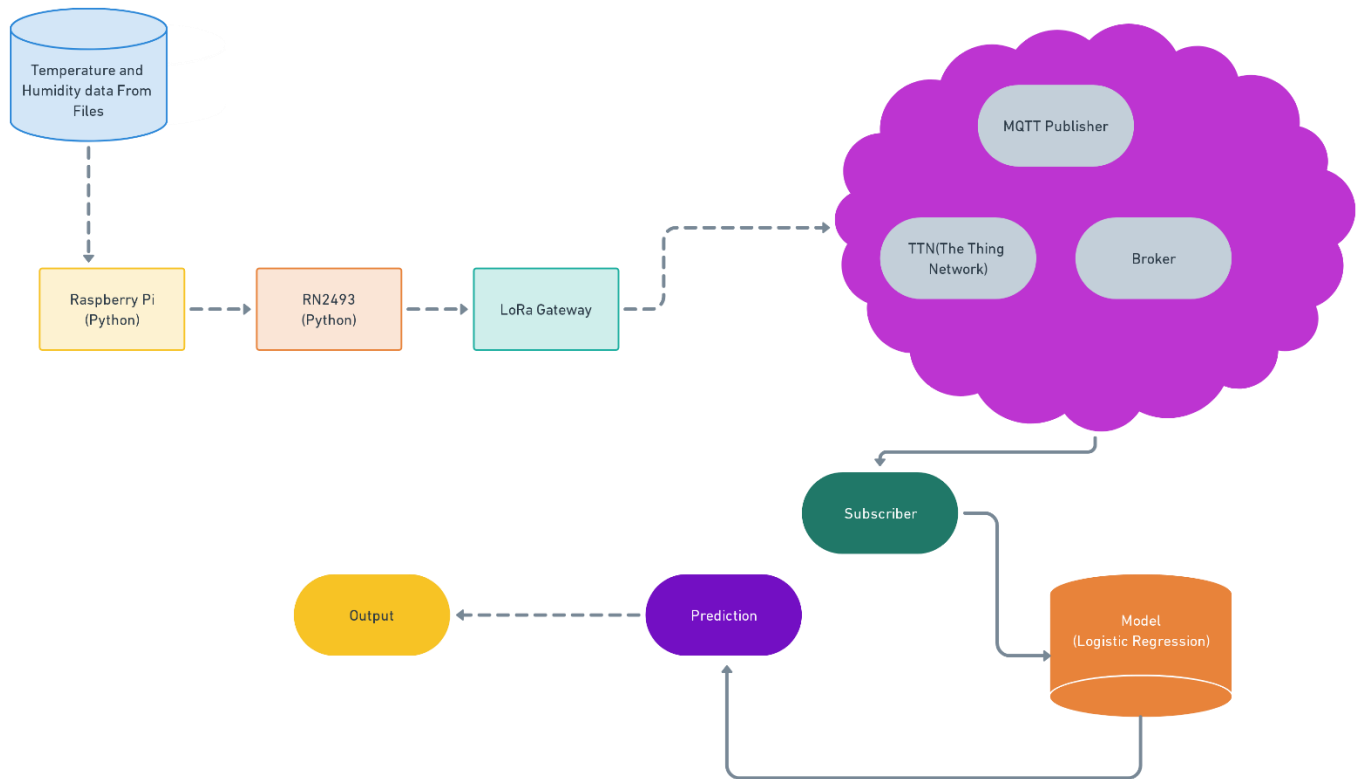 Temperature and
Humidity data From
Files
MQTT Publisher
TTN(The Thing
Network)
Broker
Raspberry Pi
(Python)
RN2493
(Python)
LoRa Gateway
Subscriber
Output
Prediction
Model
(Logistic Regression)